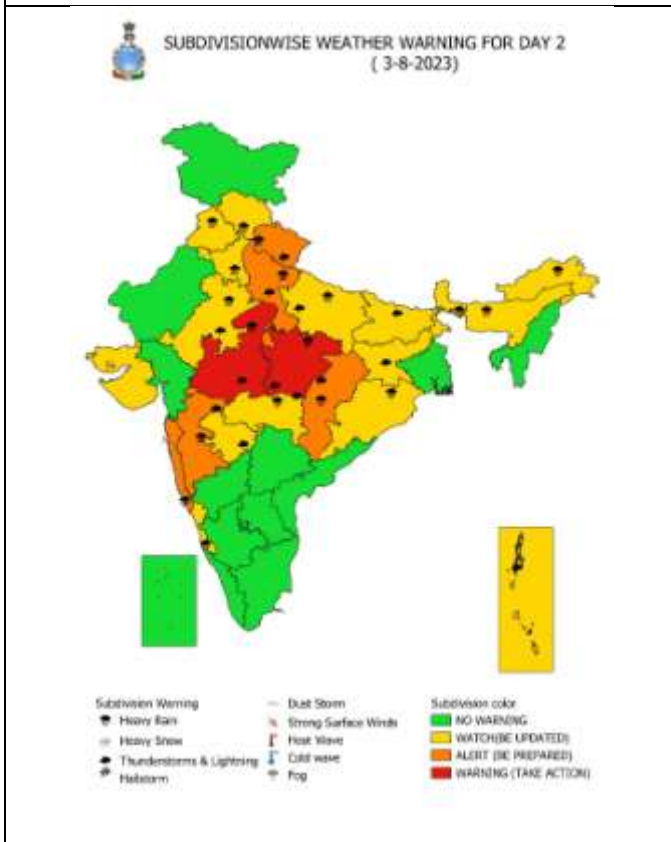 SUBDIVISIONWISE WEATHER WARNING FOR DAY 2
( 3-8-2023)
Subdivision Warning
Heavy Rain
Heavy Snow
Thunderstorms & Lightning
Hailstorm
Dust Storm
Strong Surface Winds
Heat Wave
Cold wave
Fog
Subdivision color
NO WARNING
WATCH(BE UPDATED)
ALERT (BE PREPARED)
WARNING (TAKE ACTION)